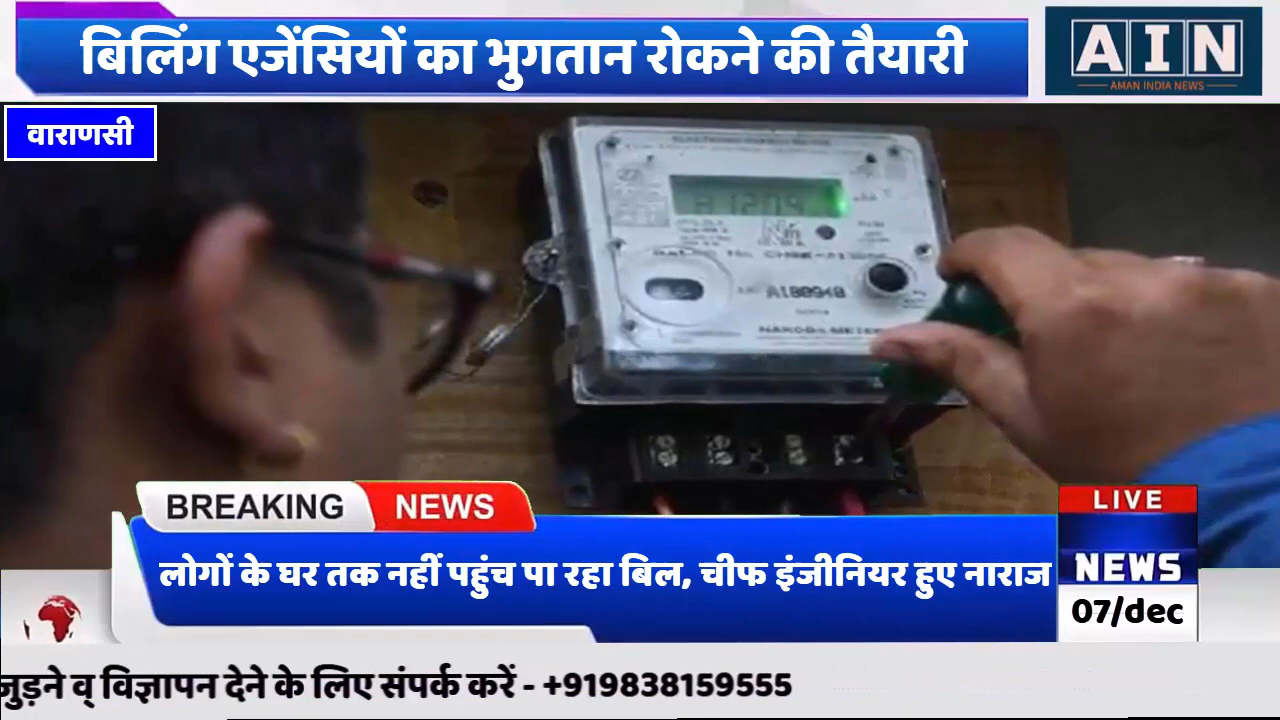 बिलिंग एजेंसियों का भुगतान रोकने की तैयारी
AIN
AMAN INDIA NEWS
वाराणसी
A180940
BREAKING NEWS
लोगों के घर तक नहीं पहुंच पा रहा बिल, चीफ इंजीनियर हुए नाराज
LIVE
NEWS
07/dec
जुड़ने व् विज्ञापन देने के लिए संपर्क करें - +919838159555